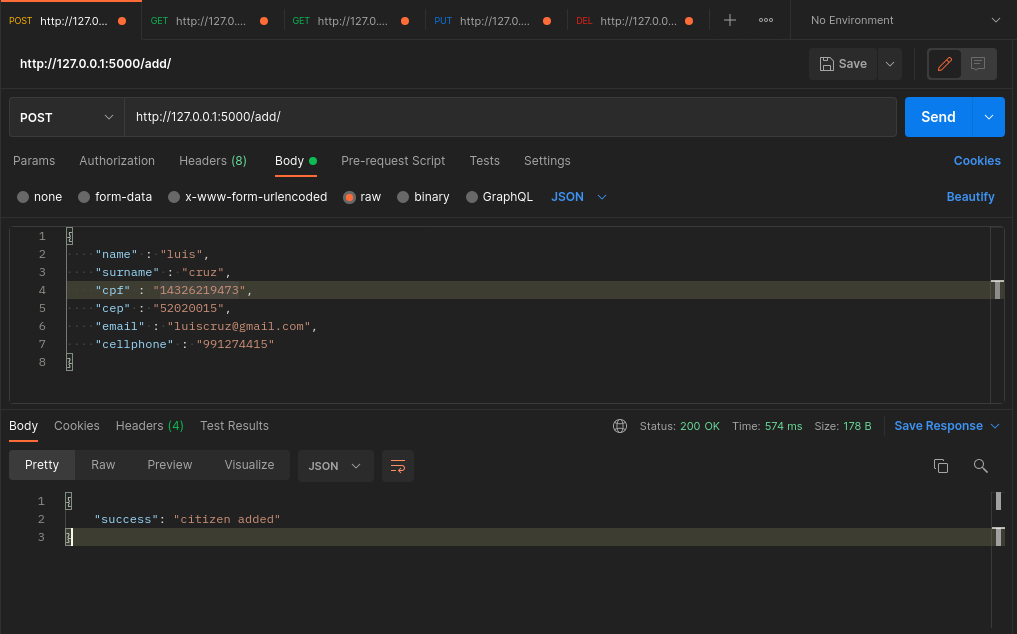 POST http://127.0... GET http://127.0.... GET http://127.0.... PUT http://127.0.... DEL http://127.0.0... No Environment
http://127.0.0.1:5000/add/ Save
POST http://127.0.0.1:5000/add/ Send
Params Authorization Headers (8) Body Pre-request Script Tests Settings Cookies
none form-data x-www-form-urlencoded raw binary GraphQL JSON Beautify
1 {
2 "name" : "luis",
3 "surname" : "cruz",
4 "cpf" : "14326219473",
5 "cep" : "52020015",
6 "email" : "luiscruz@gmail.com",
7 "cellphone" : "991274415"
8 }
Body Cookies Headers (4) Test Results Status: 200 OK Time: 574 ms Size: 178 B Save Response
Pretty Raw Preview Visualize JSON
1 {
2 "success": "citizen added"
3 }